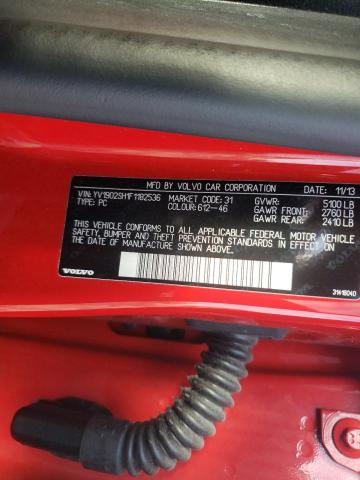 MFD BY VOLVO CAR CORPORATION 11/13
VIN: YV1902SH1F1182536 MARKET CODE: 31 GVWR: 5100 LB
TYPE: PC COLOUR: 612-46 GAWR FRONT: 2760 LB
GAWR REAR: 2410 LB
THIS VEHICLE CONFORMS TO ALL APPLICABLE FEDERAL MOTOR VEHICLE
SAFETY, BUMPER AND THEFT PREVENTION STANDARDS IN EFFECT ON
THE DATE OF MANUFACTURE SHOWN ABOVE.
VOLVO
31416040